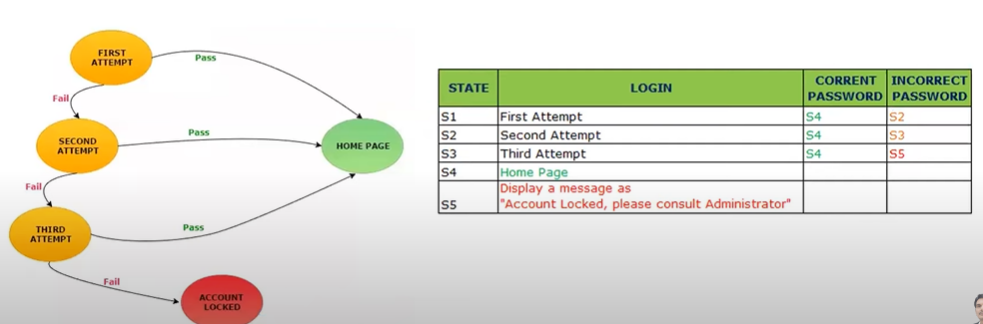 FIRST
ATTEMPT
Pass
Fail
SECOND
ATTEMPT
Pass
HOME PAGE
Fail
THIRD
ATTEMPT
Pass
Fail
ACCOUNT
LOCKED
STATE LOGIN CORRENT PASSWORD INCORRECT PASSWORD
S1 First Attempt S4 S2
S2 Second Attempt S4 S3
S3 Third Attempt S4 S5
S4 Home Page
S5 Display a message as
"Account Locked, please consult Administrator"